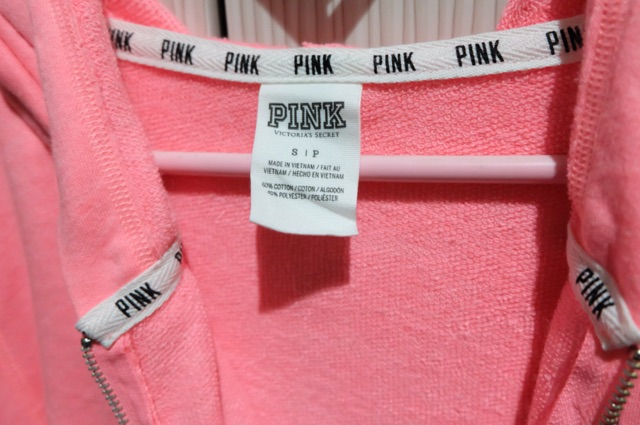 PINK PINK PINK PINK PINK PINK
PINK
VICTORIA'S SECRET
S | P
MADE IN VIETNAM / FAIT AU
VIETNAM / HECHO EN VIETNAM
60% COTTON / COTON / ALGODÓN
40% POLYESTER / POLIÉSTER
PINK
PINK